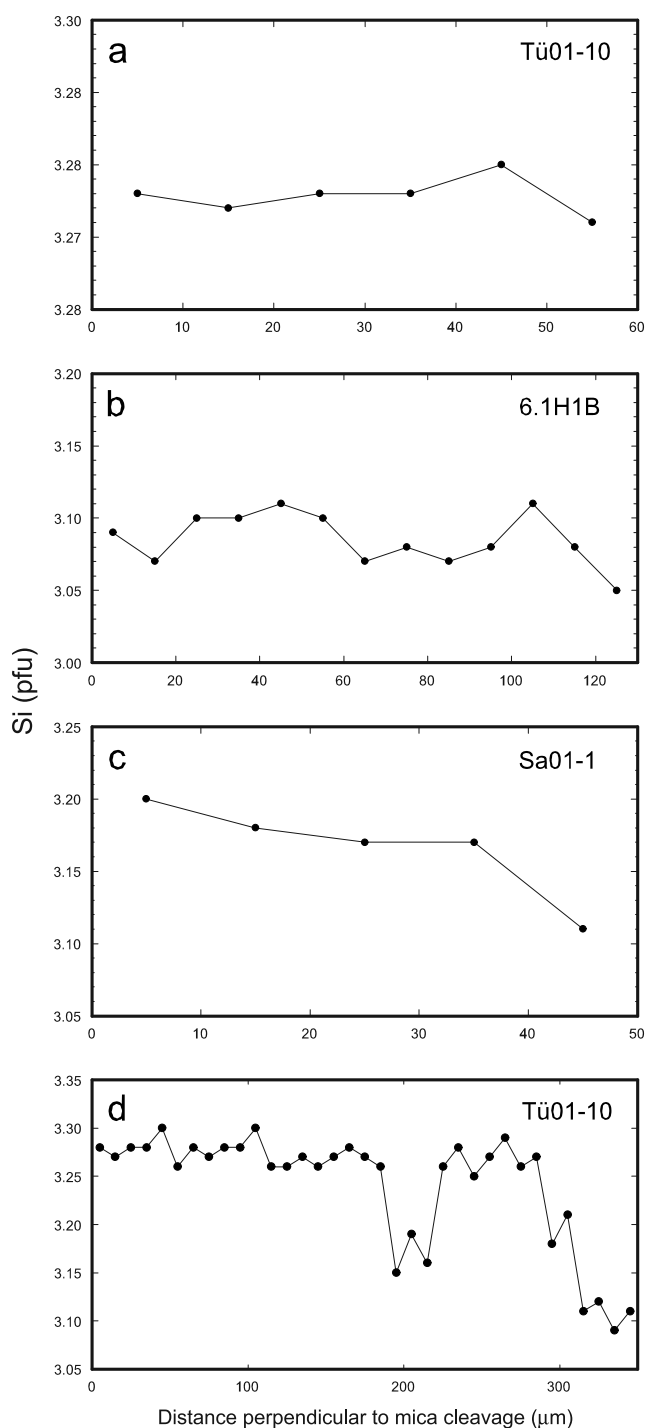 Si (pfu)
a
Tü01-10
3.30
3.28
3.28
3.27
3.28
0 10 20 30 40 50 60
b
6.1H1B
3.20
3.15
3.10
3.05
3.00
0 20 40 60 80 100 120
c
Sa01-1
3.25
3.20
3.15
3.10
3.05
0 10 20 30 40 50
d
Tü01-10
3.35
3.30
3.25
3.20
3.15
3.10
3.05
0 100 200 300
Distance perpendicular to mica cleavage (µm)